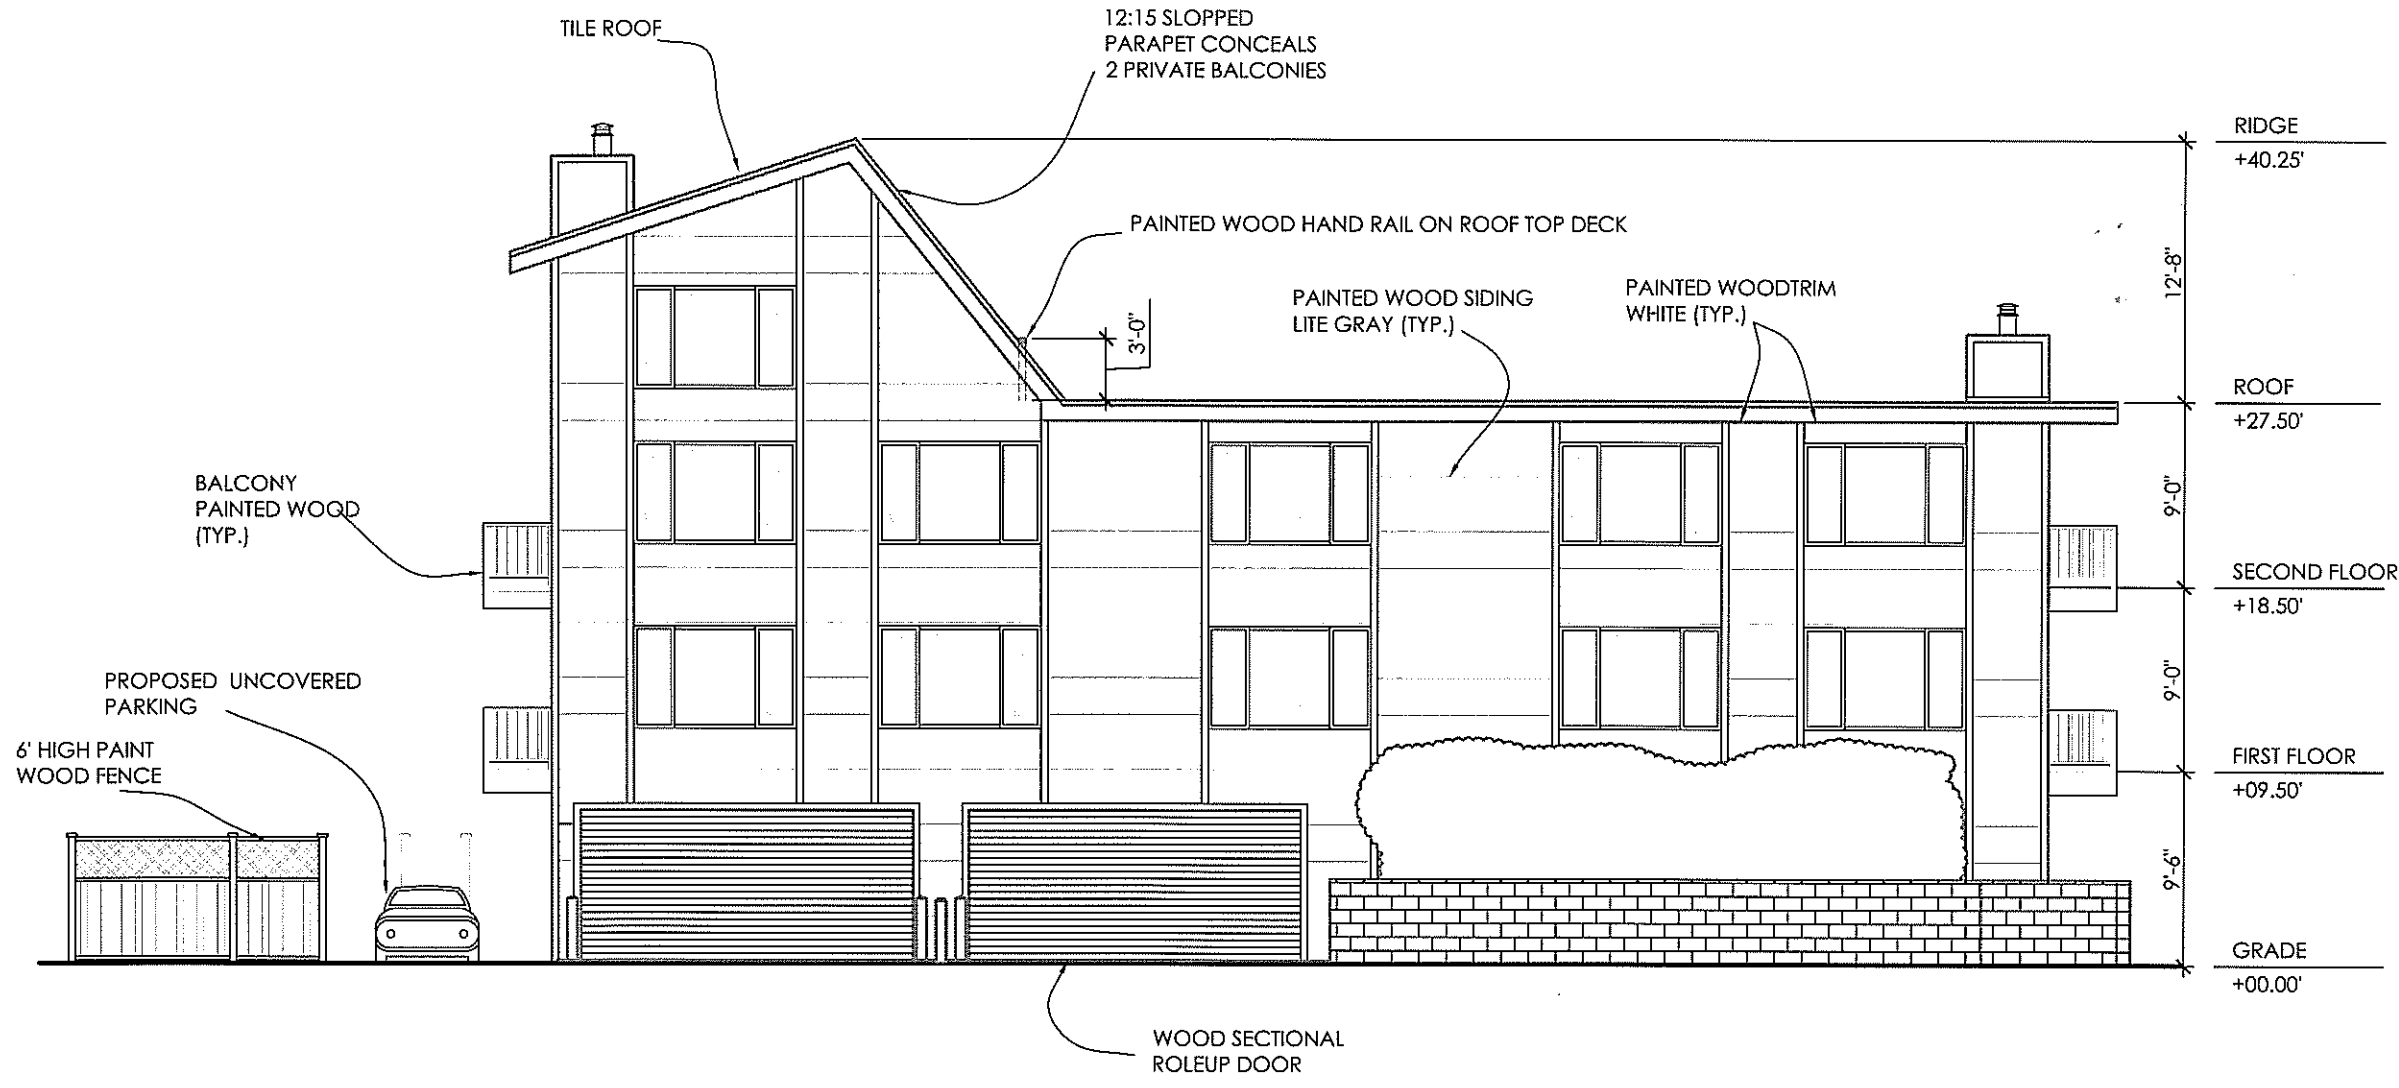 TILE ROOF
12:15 SLOPPED
PARAPET CONCEALS
2 PRIVATE BALCONIES
RIDGE
+40.25'
PAINTED WOOD HAND RAIL ON ROOF TOP DECK
12'-8"
PAINTED WOOD SIDING
LITE GRAY (TYP.)
PAINTED WOODTRIM
WHITE (TYP.)
3'-0"
ROOF
+27.50'
BALCONY
PAINTED WOOD
(TYP.)
9'-0"
SECOND FLOOR
+18.50'
PROPOSED UNCOVERED
PARKING
9'-0"
6' HIGH PAINT
WOOD FENCE
FIRST FLOOR
+09.50'
9'-6"
GRADE
+00.00'
WOOD SECTIONAL
ROLEUP DOOR